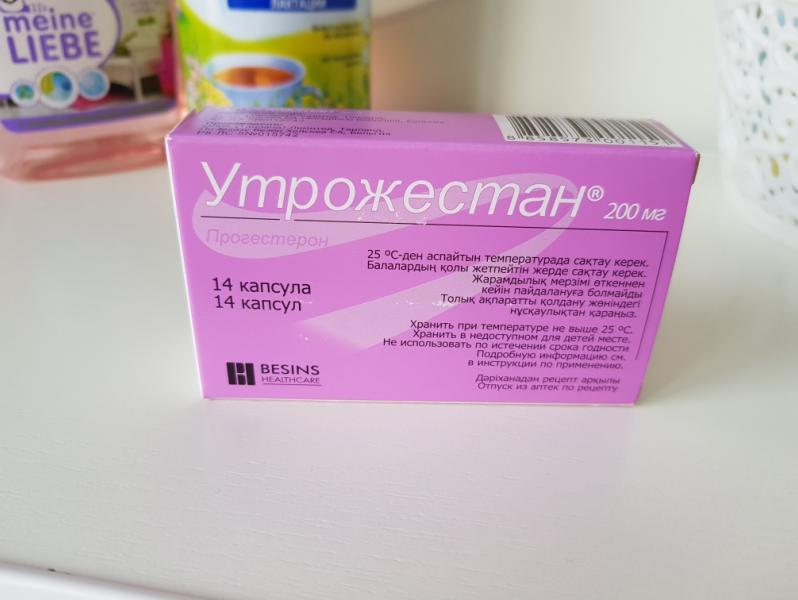 meine
LIEBE
ЛАКТАЦИИ
Утрожестан® 200 мг
Прогестерон
14 капсула
14 капсул
BESINS
HEALTHCARE
25 ºС-ден аспайтын температурада сақтау керек.
Балалардың қолы жетпейтін жерде сақтау керек.
Жарамдылық мерзімі өткеннен
кейін пайдалануға болмайды
Толық ақпаратты қолдану жөніндегі
нұсқаулықтан қараңыз.
Хранить при температуре не выше 25 ºС.
Хранить в недоступном для детей месте.
Не использовать по истечении срока годности
Подробную информацию см.
в инструкции по применению.
Дәріханадан рецепт арқылы
Отпуск из аптек по рецепту